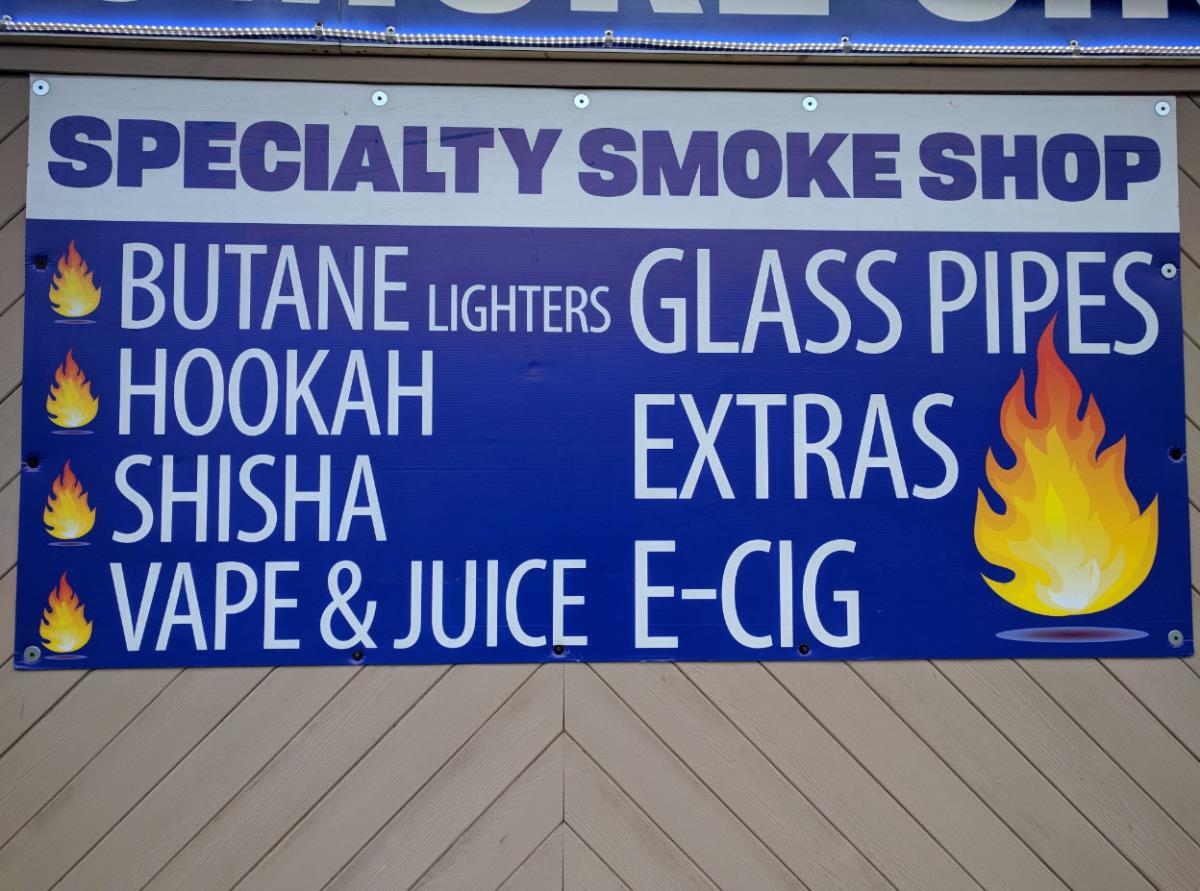 SPECIALTY SMOKE SHOP
BUTANE LIGHTERS
HOOKAH
SHISHA
VAPE & JUICE
GLASS PIPES
EXTRAS
E-CIG